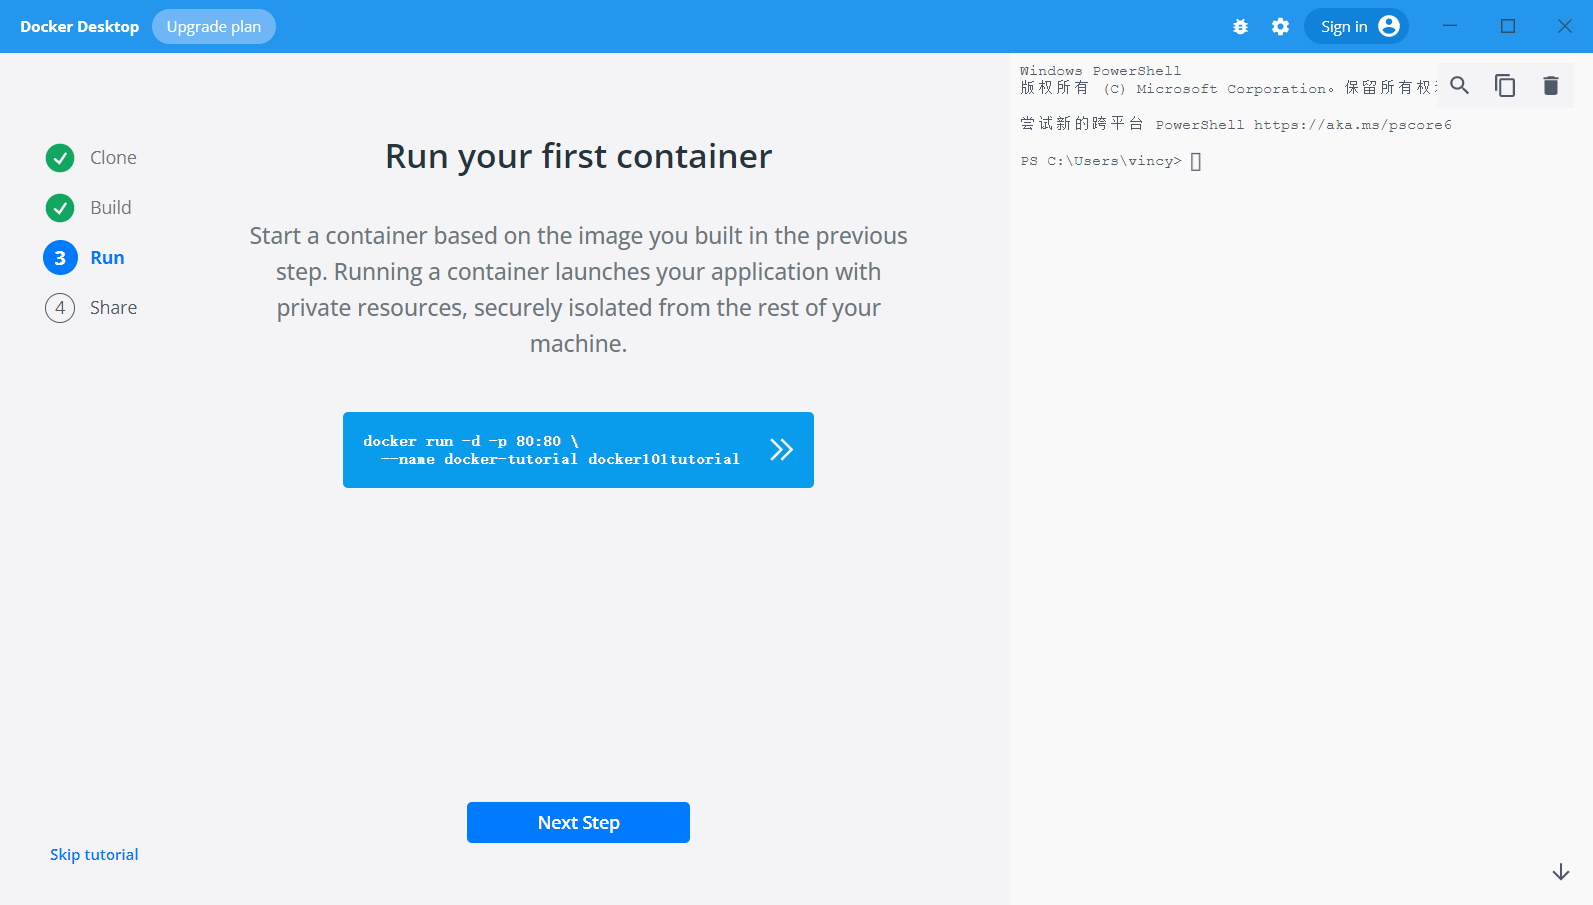 Docker Desktop
Upgrade plan
Sign in
Clone
Build
3 Run
4 Share
Run your first container
Start a container based on the image you built in the previous
step. Running a container launches your application with
private resources, securely isolated from the rest of your
machine.
docker run -d -p 80:80 \
--name docker-tutorial docker101tutorial
Next Step
Skip tutorial
Windows PowerShell
版权所有 (C) Microsoft Corporation。保留所有权
尝试新的跨平台 PowerShell https://aka.ms/pscore6
PS C:\Users\vincy>